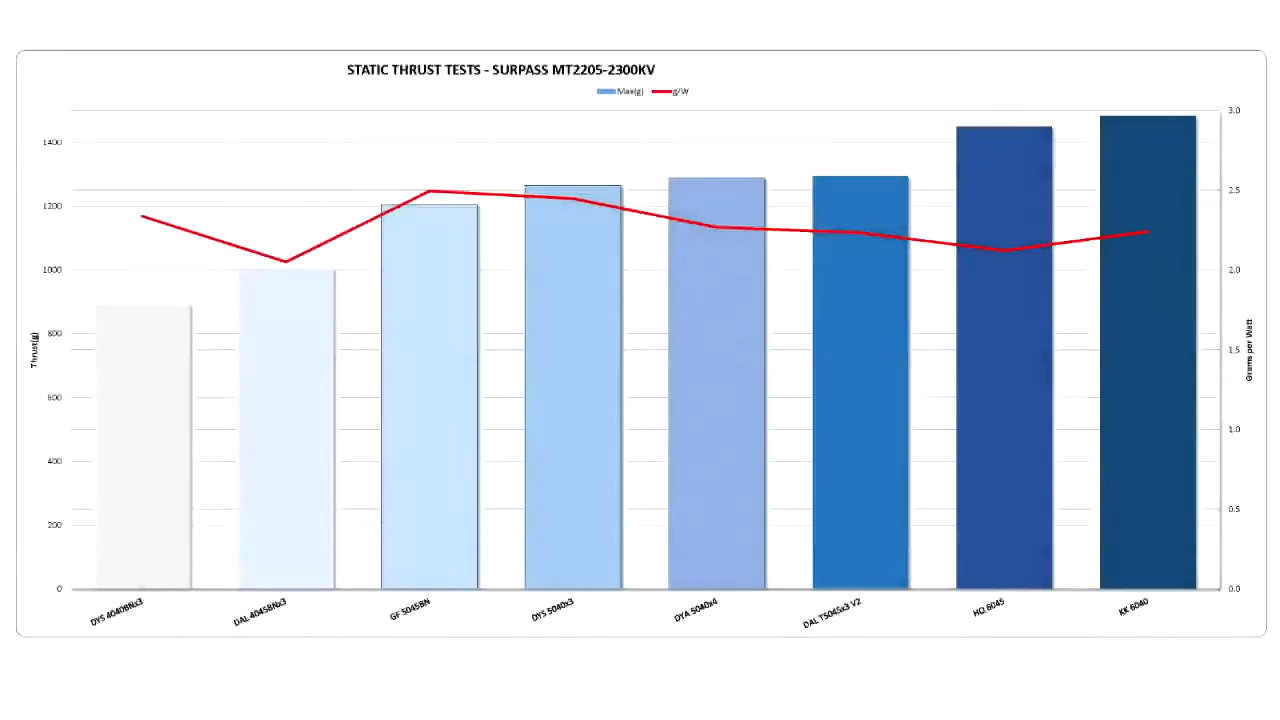 STATIC THRUST TESTS - SURPASS MT2205-2300KV
Max(g) g/W
3.0
1400
2.5
1200
1000
2.0
800
1.5
600
1.0
400
0.5
200
0
0.0
Thrust(g)
Grams per Watt
DYS 4040BNx3
DAL 4045BNx3
GF 5045BN
DYS 5040x3
DYA 5040x4
DAL T5045x3 V2
HQ 6045
KK 6040